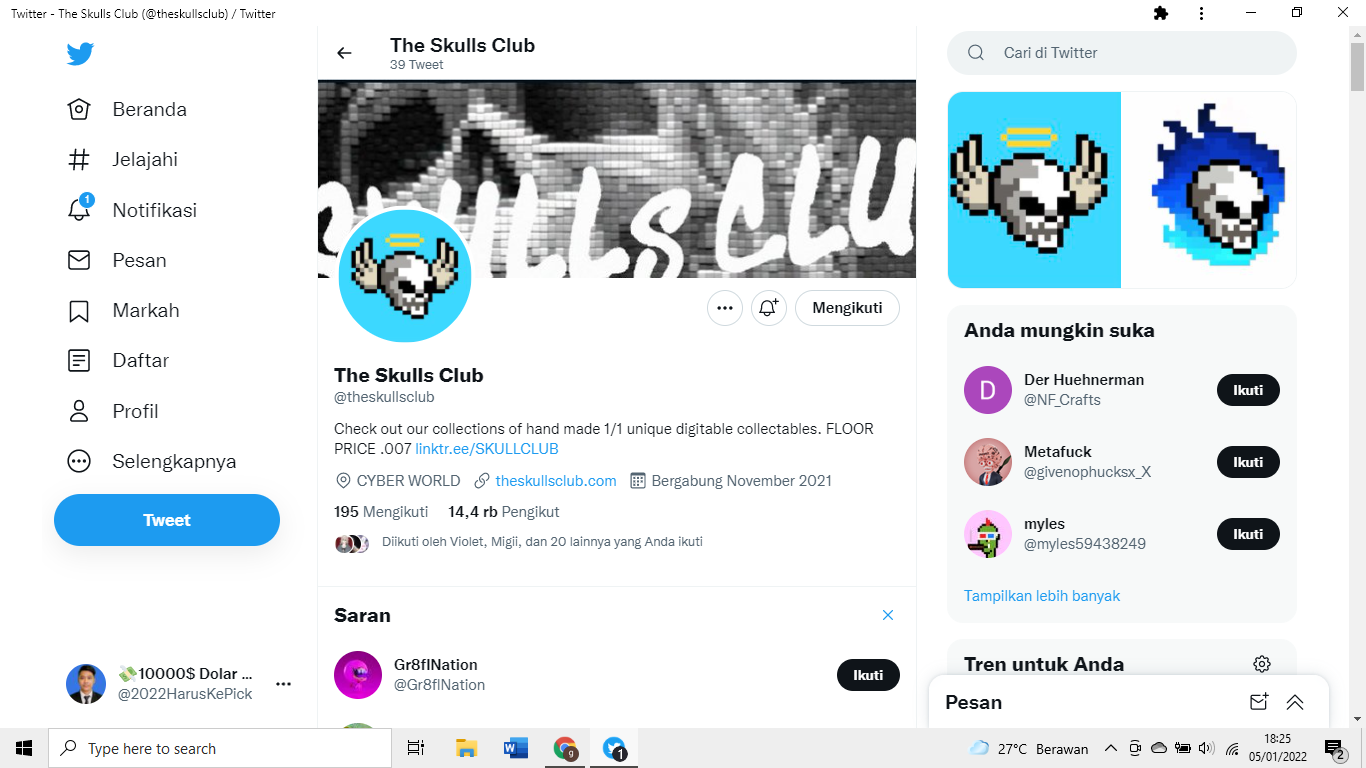 Twitter - The Skulls Club (@theskullsclub) / Twitter
Beranda
Jelajahi
1
Notifikasi
Pesan
Markah
Daftar
Profil
Selengkapnya
Tweet
💸10000$ Dolar ...
@2022HarusKePick
The Skulls Club
39 Tweet
SKULLS CLU
Mengikuti
The Skulls Club
@theskullsclub
Check out our collections of hand made 1/1 unique digitable collectables. FLOOR
PRICE .007 linktr.ee/SKULLCLUB
CYBER WORLD theskullsclub.com Bergabung November 2021
195 Mengikuti 14,4 rb Pengikut
Diikuti oleh Violet, Migii, dan 20 lainnya yang Anda ikuti
Saran
Gr8flNation
@Gr8flNation
Ikuti
Cari di Twitter
Anda mungkin suka
D
Der Huehnerman
@NF_Crafts
Ikuti
Metafuck
@givenophucksx_X
Ikuti
myles
@myles59438249
Ikuti
Tampilkan lebih banyak
Tren untuk Anda
Pesan
Type here to search
W
g
1
27°C Berawan
18:25
05/01/2022
2